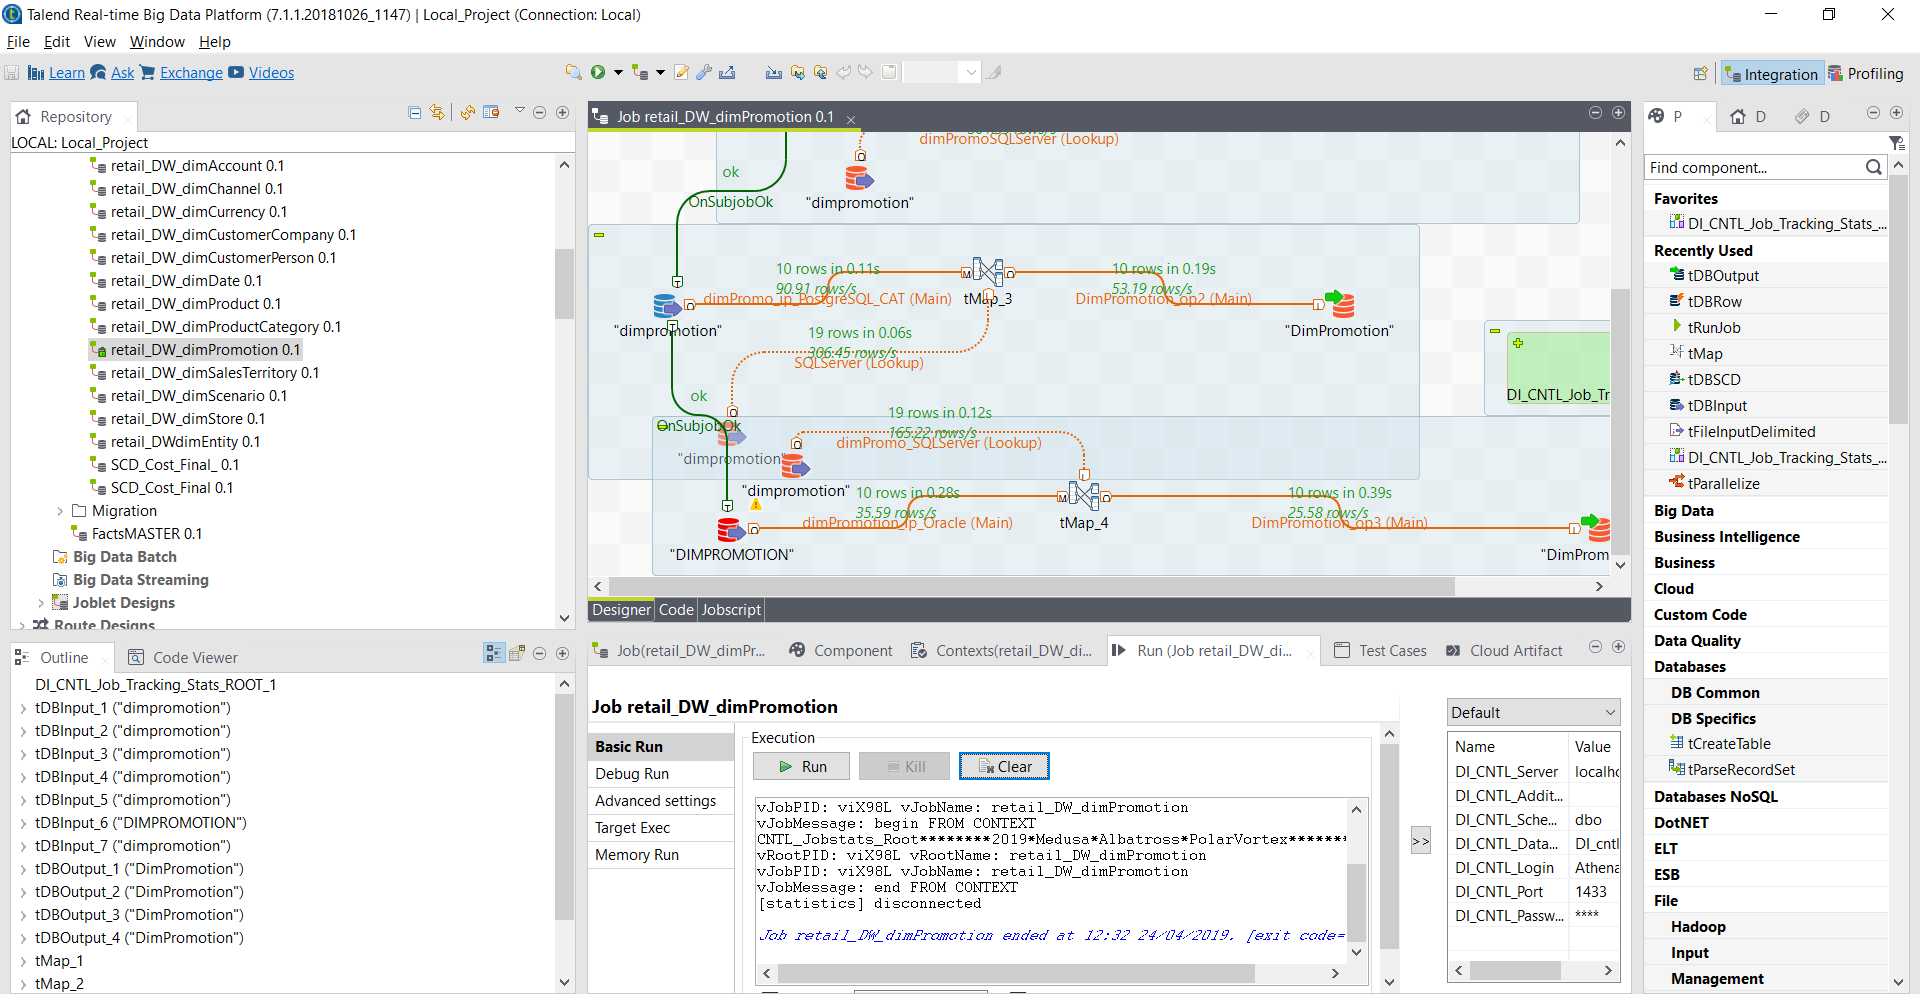 Talend Real-time Big Data Platform (7.1.1.20181026_1147) | Local_Project (Connection: Local)
File Edit View Window Help
Learn Ask Exchange Videos
Integration Profiling
Repository
LOCAL: Local_Project
retail_DW_dimAccount 0.1
retail_DW_dimChannel 0.1
retail_DW_dimCurrency 0.1
retail_DW_dimCustomerCompany 0.1
retail_DW_dimCustomerPerson 0.1
retail_DW_dimDate 0.1
retail_DW_dimProduct 0.1
retail_DW_dimProductCategory 0.1
retail_DW_dimPromotion 0.1
retail_DW_dimSalesTerritory 0.1
retail_DW_dimScenario 0.1
retail_DW_dimStore 0.1
retail_DWdimEntity 0.1
SCD_Cost_Final_ 0.1
SCD_Cost_Final 0.1
Migration
FactsMASTER 0.1
Big Data Batch
Big Data Streaming
Joblet Designs
Route Designs
Job retail_DW_dimPromotion 0.1
dimPromoSQLServer (Lookup)
ok
OnSubjobOk
"dimpromotion"
10 rows in 0.11s
90.91 rows/s
dimPromo_ip_PostgreSQL_CAT (Main)
tMap_3
10 rows in 0.19s
53.19 rows/s
DimPromotion_op2 (Main)
"dimpromotion"
"DimPromotion"
19 rows in 0.06s
306.45 rows/s
SQLServer (Lookup)
ok
OnSubjobOk
DI_CNTL_Job_Tr
19 rows in 0.12s
165.22 rows/s
dimPromo_SQLServer (Lookup)
"dimpromotion"
"dimpromotion"
10 rows in 0.28s
35.59 rows/s
dimPromotion_ip_Oracle (Main)
tMap_4
10 rows in 0.39s
25.58 rows/s
DimPromotion_op3 (Main)
"DIMPROMOTION"
"DimProm
Designer Code Jobscript
P D D
Find component...
Favorites
DI_CNTL_Job_Tracking_Stats_...
Recently Used
tDBOutput
tDBRow
tRunJob
tMap
tDBSCD
tDBInput
tFileInputDelimited
DI_CNTL_Job_Tracking_Stats_...
tParallelize
Big Data
Business Intelligence
Business
Cloud
Custom Code
Data Quality
Databases
DB Common
DB Specifics
tCreateTable
tParseRecordSet
Databases NoSQL
DotNET
ELT
ESB
File
Hadoop
Input
Management
Outline Code Viewer
DI_CNTL_Job_Tracking_Stats_ROOT_1
tDBInput_1 ("dimpromotion")
tDBInput_2 ("dimpromotion")
tDBInput_3 ("dimpromotion")
tDBInput_4 ("dimpromotion")
tDBInput_5 ("dimpromotion")
tDBInput_6 ("DIMPROMOTION")
tDBInput_7 ("dimpromotion")
tDBOutput_1 ("DimPromotion")
tDBOutput_2 ("DimPromotion")
tDBOutput_3 ("DimPromotion")
tDBOutput_4 ("DimPromotion")
tMap_1
tMap_2
Job(retail_DW_dimPr... Component Contexts(retail_DW_di... Run (Job retail_DW_di... Test Cases Cloud Artifact
Job retail_DW_dimPromotion
Basic Run
Debug Run
Advanced settings
Target Exec
Memory Run
Execution
Run Kill Clear
vJobPID: viX98L vJobName: retail_DW_dimPromotion
vJobMessage: begin FROM CONTEXT
CNTL_Jobstats_Root********2019*Medusa*Albatross*PolarVortex*******
vRootPID: viX98L vRootName: retail_DW_dimPromotion
vJobPID: viX98L vJobName: retail_DW_dimPromotion
vJobMessage: end FROM CONTEXT
[statistics] disconnected
Job retail_DW_dimPromotion ended at 12:32 24/04/2019. [exit code=
>>
Default
Name Value
DI_CNTL_Server localho
DI_CNTL_Addit...
DI_CNTL_Sche... dbo
DI_CNTL_Data... DI_cntl
DI_CNTL_Login Athena
DI_CNTL_Port 1433
DI_CNTL_Passw... ****